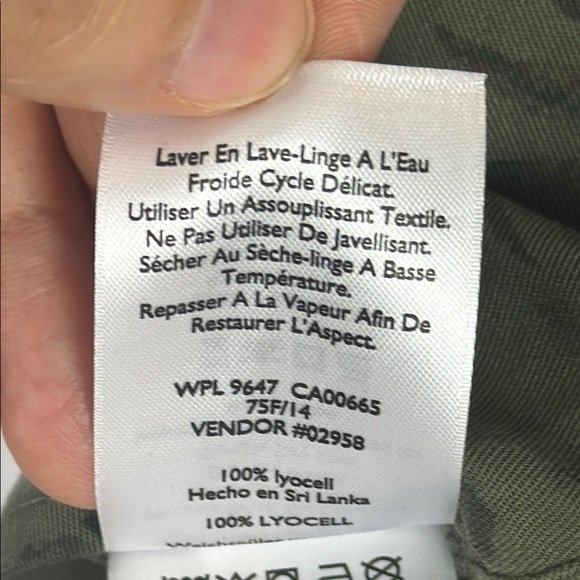 Laver En Lave-Linge A L'Eau
Froide Cycle Délicat.
Utiliser Un Assouplissant Textile.
Ne Pas Utiliser De Javellisant.
Sécher Au Sèche-linge A Basse
Température.
Repasser A La Vapeur Afin De
Restaurer L'Aspect.
WPL 9647 CA00665
75F/14
VENDOR #02958
100% lyocell
Hecho en Sri Lanka
100% LYOCELL